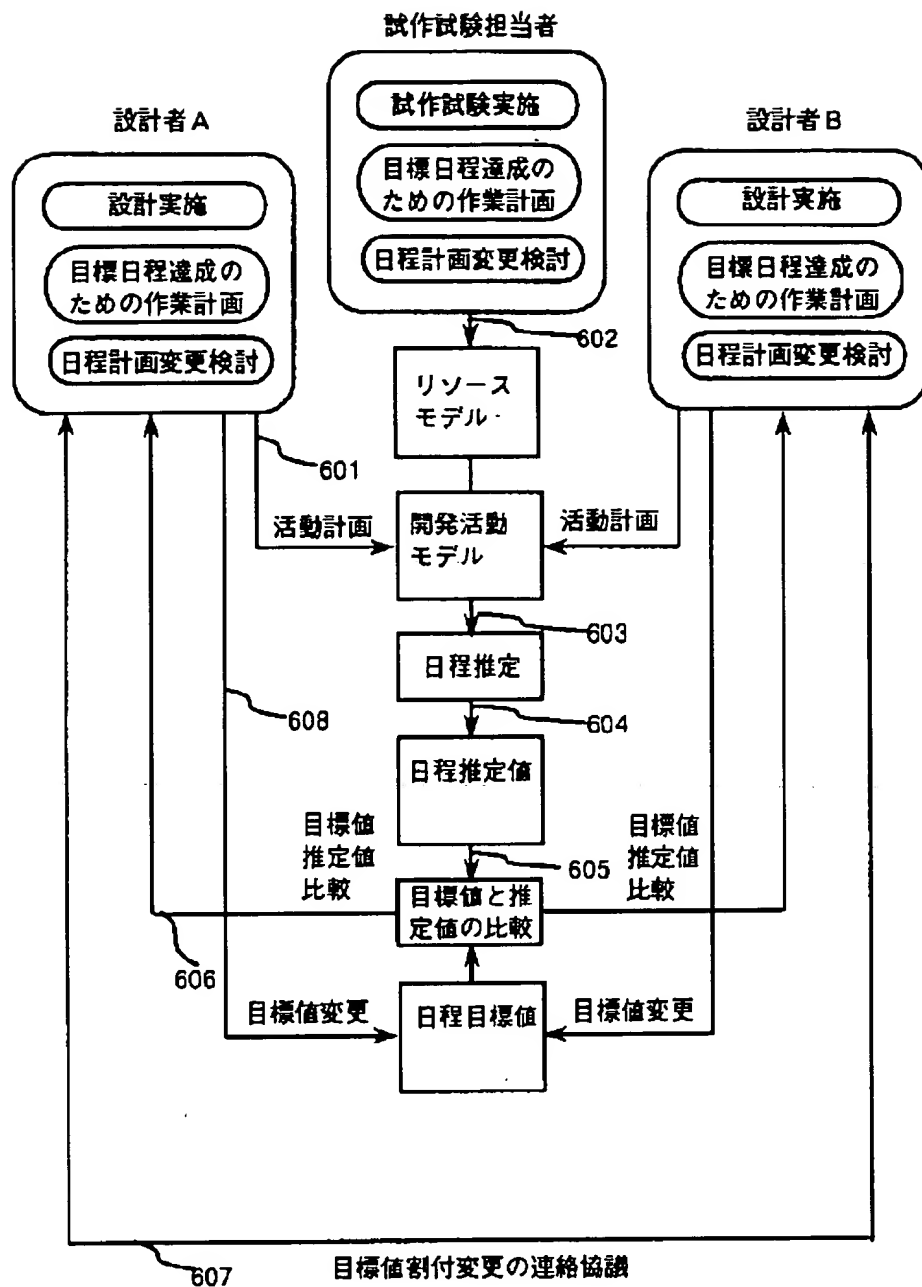 試作試験担当者
試作試験実施
目標日程達成の
ための作業計画
日程計画変更検討
設計者A
設計実施
目標日程達成の
ための作業計画
日程計画変更検討
設計者B
設計実施
目標日程達成の
ための作業計画
日程計画変更検討
602
リソース
モデル
601
活動計画
開発活動
モデル
活動計画
603
日程推定
608
604
日程推定値
目標値
推定値
比較
605
目標値
推定値
比較
目標値と推
定値の比較
606
目標値変更
日程目標値
目標値変更
607
目標値割付変更の連絡協議